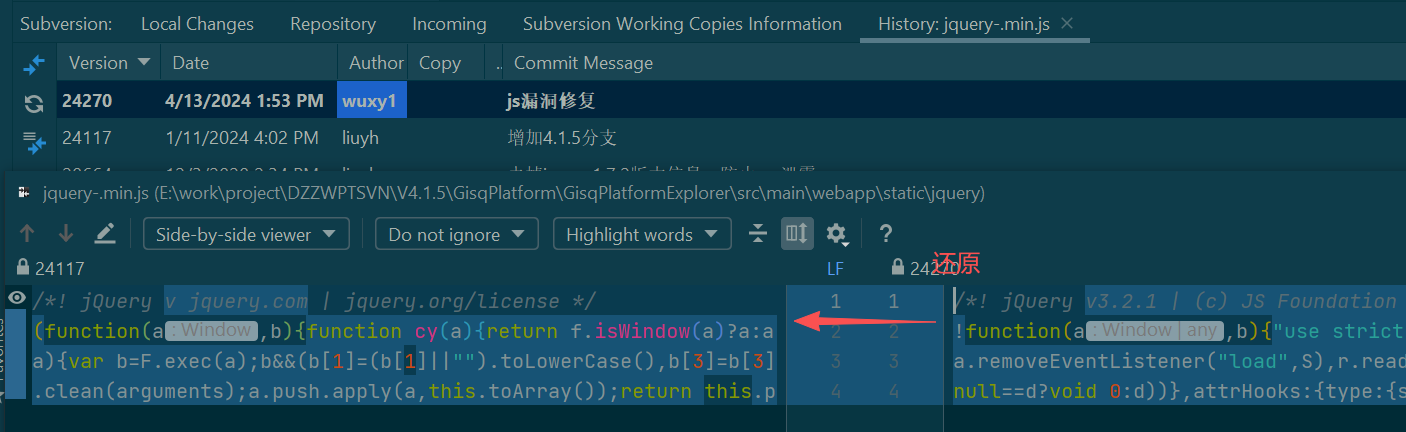 Subversion: Local Changes Repository Incoming Subversion Working Copies Information History: jquery-.min.js ×
Version Date Author Copy .. Commit Message
24270 4/13/2024 1:53 PM wuxy1 js漏洞修复
24117 1/11/2024 4:02 PM liuyh 增加4.1.5分支
jquery-.min.js (E:\work\project\DZZWPTSVN\V4.1.5\GisqPlatform\GisqPlatformExplorer\src\main\webapp\static\jquery)
Side-by-side viewer Do not ignore Highlight words ?
24117 LF 24270 还原
/*! jQuery v jquery.com | jquery.org/license */ 1 1 /*! jQuery v3.2.1 | (c) JS Foundation
(function(a: Window,b){function cy(a){return f.isWindow(a)?a:a 2 2 !function(a: Window | any,b){"use strict
a){var b=F.exec(a);b&&(b[1]=(b[1]||"").toLowerCase(),b[3]=b[3] 3 3 a.removeEventListener("load",S),r.read
.clean(arguments);a.push.apply(a,this.toArray());return this.p 4 4 null==d?void 0:d))},attrHooks:{type:{s